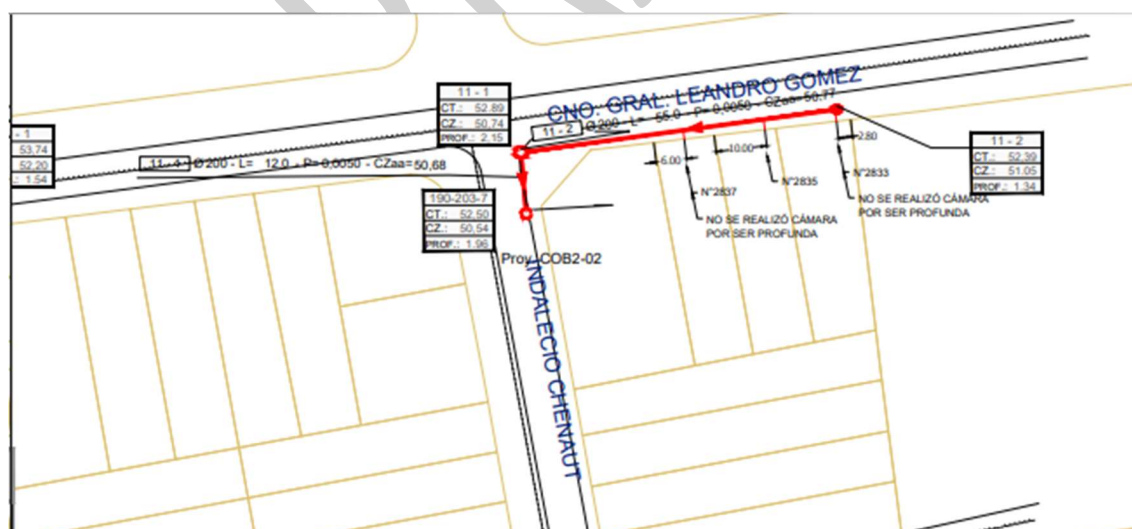 11 - 1
CT.: 52.89
CZ.: 50.74
PROF.: 2.15
CNO. GRAL. LEANDRO GOMEZ
11 - 2 Ø 200 - L= 55.0 - P= 0,0050 - CZaa= 50,77
- 1
53.74
52.20
.: 1.54
Ø 200 - L= 12.0 - P= 0,0050 - CZaa= 50,68
190-203-7
CT.: 52.50
CZ.: 50,54
PROF.: 1.96
Proy. COB2-02
INDALECIO CHENAUT
6.00
10.00
2.80
N°2837
N°2835
N°2833
NO SE REALIZÓ CÁMARA
POR SER PROFUNDA
NO SE REALIZÓ CÁMARA
POR SER PROFUNDA
11 - 2
CT.: 52.39
CZ.: 51.05
PROF.: 1.34